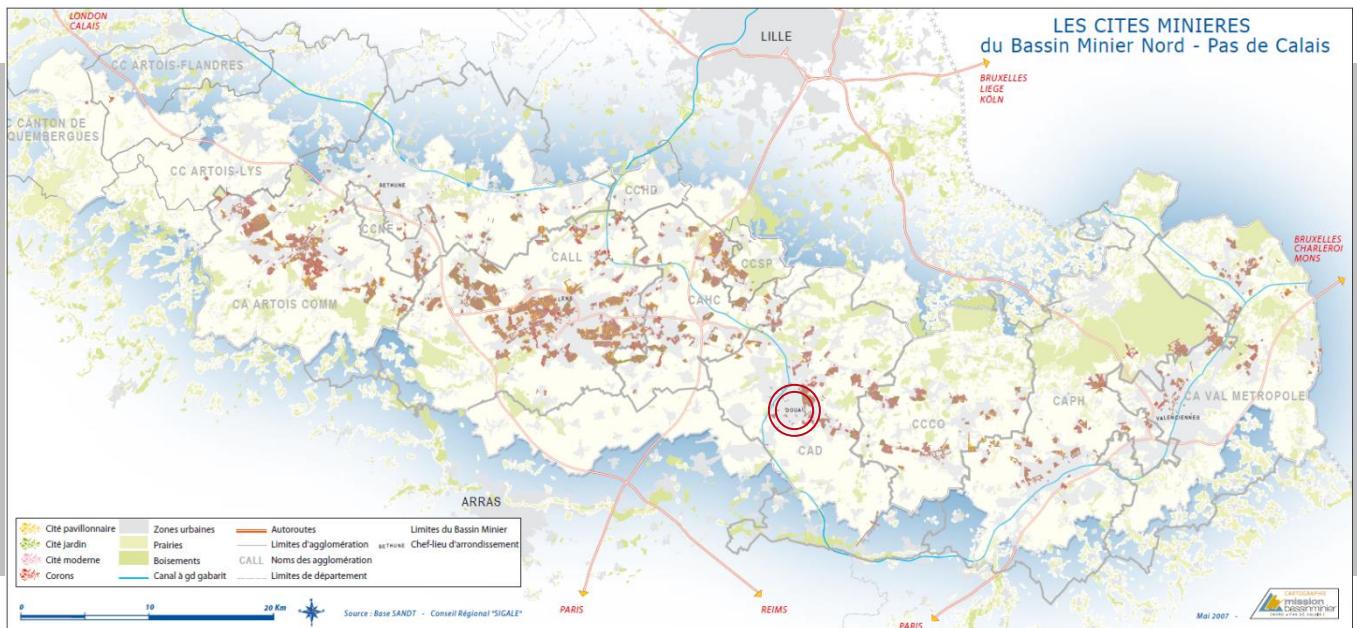 LES CITES MINIERES
du Bassin Minier Nord - Pas de Calais
LONDON
CALAIS
LILLE
BRUXELLES
LIEGE
KÖLN
CC ARTOIS-FLANDRES
C CANTON DE
QUEMBERGUES
CC ARTOIS-LYS
BETHUNE
CCHD
CCNE
CALL
CCSP
BRUXELLES
CHARLEROI
MONS
CA ARTOIS COMM
LENS
CAHC
DOUAI
CAPH
CA VAL METROPOLE
VALENCIENNES
CCCO
CAD
ARRAS
Cité pavillonnaire
Cité jardin
Cité moderne
Corons
Zones urbaines
Prairies
Boisements
Canal à gd gabarit
Autoroutes
Limites d'agglomération
CALL Noms des agglomération
Limites de département
Limites du Bassin Minier
BETHUNE Chef-lieu d'arrondissement
0 10 20 Km
Source : Base SANDT - Conseil Régional "SIGALE"
PARIS
REIMS
PARIS
Mai 2007 -
CARTOGRAPHIE
mission
bassinminier